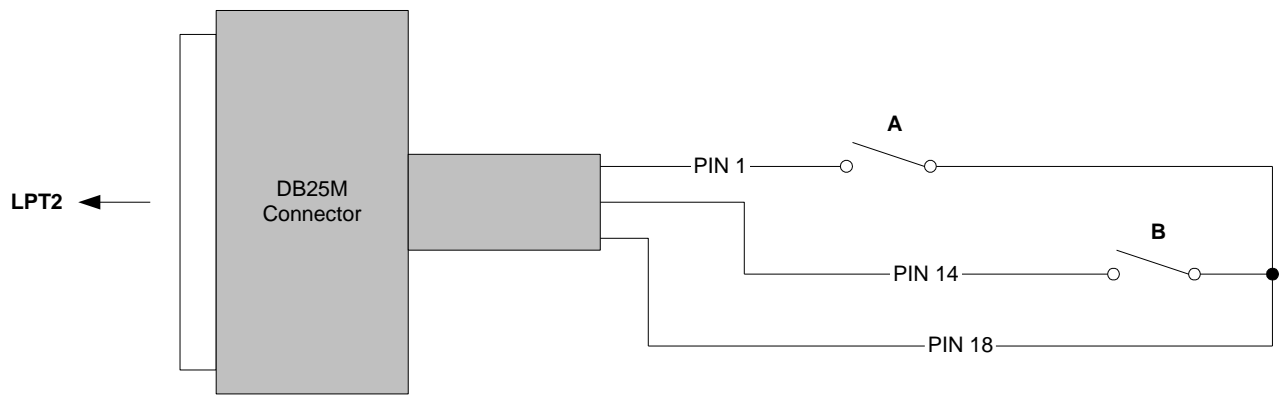 A
PIN 1
DB25M
Connector
LPT2
B
PIN 14
PIN 18